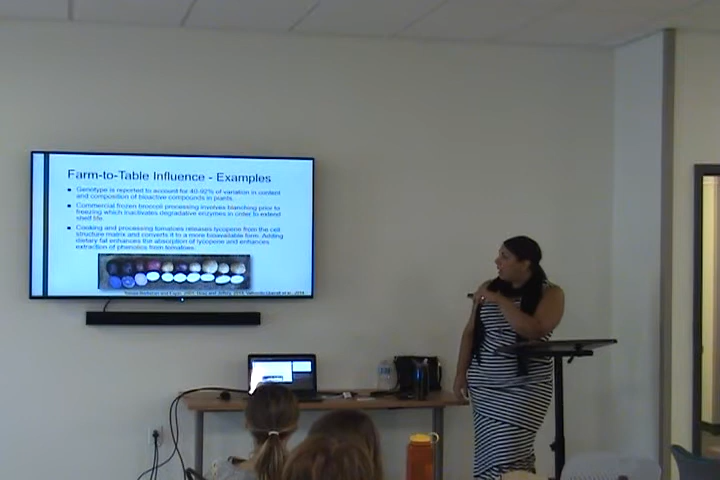 Farm-to-Table Influence - Examples
Genotype is reported to account for 40-92% of variation in content
and composition of bioactive compounds in plants.
Commercial frozen broccoli processing involves blanching prior to
freezing which inactivates degradative enzymes in order to extend
shelf life.
Cooking and processing tomatoes releases lycopene from the cell
structure matrix and converts it to a more bioavailable form. Adding
dietary fat enhances the absorption of lycopene and enhances
extraction of phenolics from tomatoes.